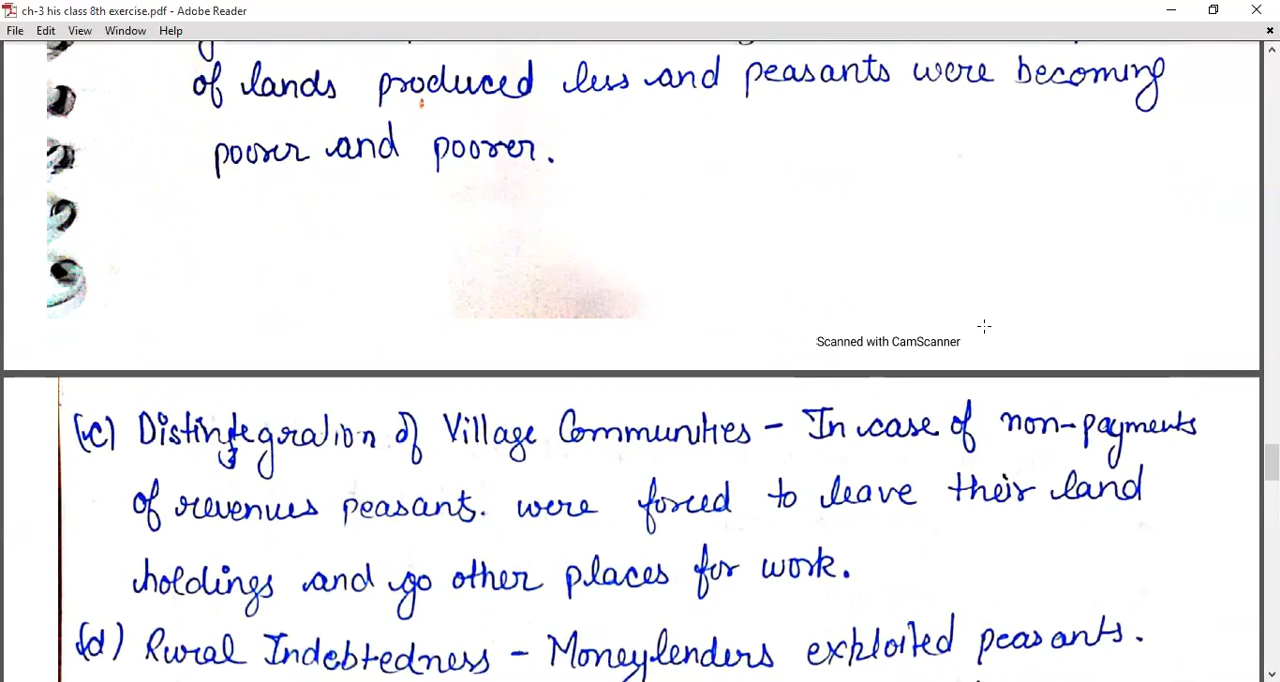 ch-3 his class 8th exercise.pdf - Adobe Reader
File Edit View Window Help
of lands produced less and peasants were becoming
poorer and poorer.
Scanned with CamScanner
(c) Distintegration of Village Communities - In case of non-payments
of revenues peasants. were forced to leave their land
holdings and go other places for work.
(d) Rural Indebtedness - Moneylenders exploited peasants.